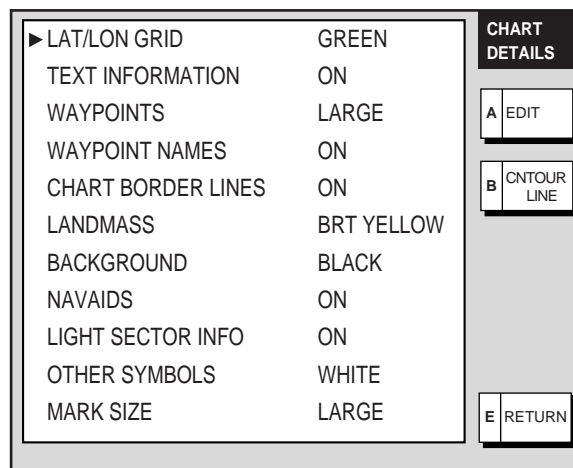 ►LAT/LON GRID GREEN
TEXT INFORMATION ON
WAYPOINTS LARGE
WAYPOINT NAMES ON
CHART BORDER LINES ON
LANDMASS BRT YELLOW
BACKGROUND BLACK
NAVAIDS ON
LIGHT SECTOR INFO ON
OTHER SYMBOLS WHITE
MARK SIZE LARGE
CHART
DETAILS
A EDIT
B CNTOUR
LINE
E RETURN